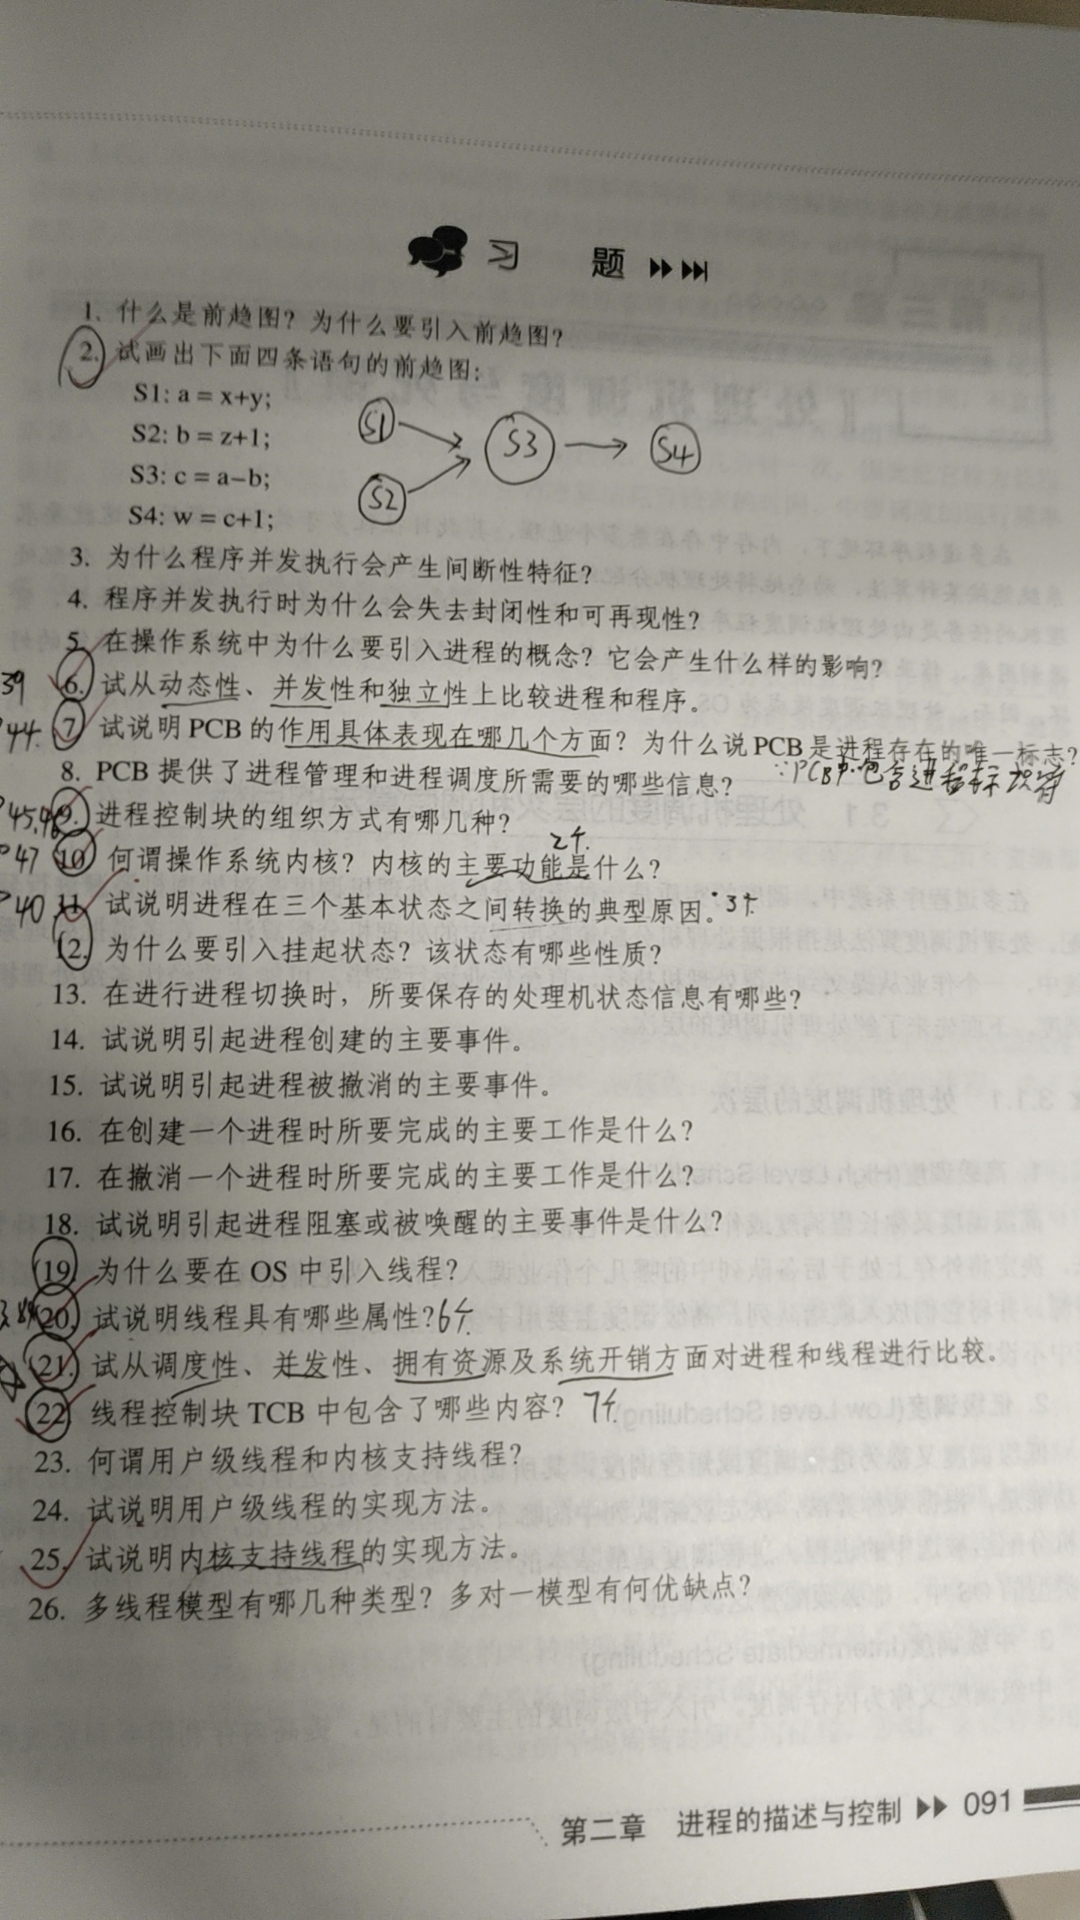 习 题
1. 什么是前趋图？为什么要引入前趋图？
2. 试画出下面四条语句的前趋图:
S1: a = x+y;
S2: b = z+1;
S3: c = a-b;
S4: w = c+1;
S1
S2
S3
S4
3. 为什么程序并发执行会产生间断性特征？
4. 程序并发执行时为什么会失去封闭性和可再现性？
5. 在操作系统中为什么要引入进程的概念？它会产生什么样的影响？
39 6. 试从动态性、并发性和独立性上比较进程和程序。
P44. 7. 试说明 PCB 的作用具体表现在哪几个方面？为什么说 PCB 是进程存在的唯一标志？
∵PCB中包含进程标识符
8. PCB 提供了进程管理和进程调度所需要的哪些信息？
P45,46 9. 进程控制块的组织方式有哪几种？
2个.
P47 10. 何谓操作系统内核？内核的主要功能是什么？
P40 11. 试说明进程在三个基本状态之间转换的典型原因。3个.
12. 为什么要引入挂起状态？该状态有哪些性质？
13. 在进行进程切换时，所要保存的处理机状态信息有哪些？
14. 试说明引起进程创建的主要事件。
15. 试说明引起进程被撤消的主要事件。
16. 在创建一个进程时所要完成的主要工作是什么？
17. 在撤消一个进程时所要完成的主要工作是什么？
18. 试说明引起进程阻塞或被唤醒的主要事件是什么？
19. 为什么要在 OS 中引入线程？
20. 试说明线程具有哪些属性？6个.
21. 试从调度性、并发性、拥有资源及系统开销方面对进程和线程进行比较。
22. 线程控制块 TCB 中包含了哪些内容？7个.
23. 何谓用户级线程和内核支持线程？
24. 试说明用户级线程的实现方法。
25. 试说明内核支持线程的实现方法。
26. 多线程模型有哪几种类型？多对一模型有何优缺点？
第二章 进程的描述与控制 091